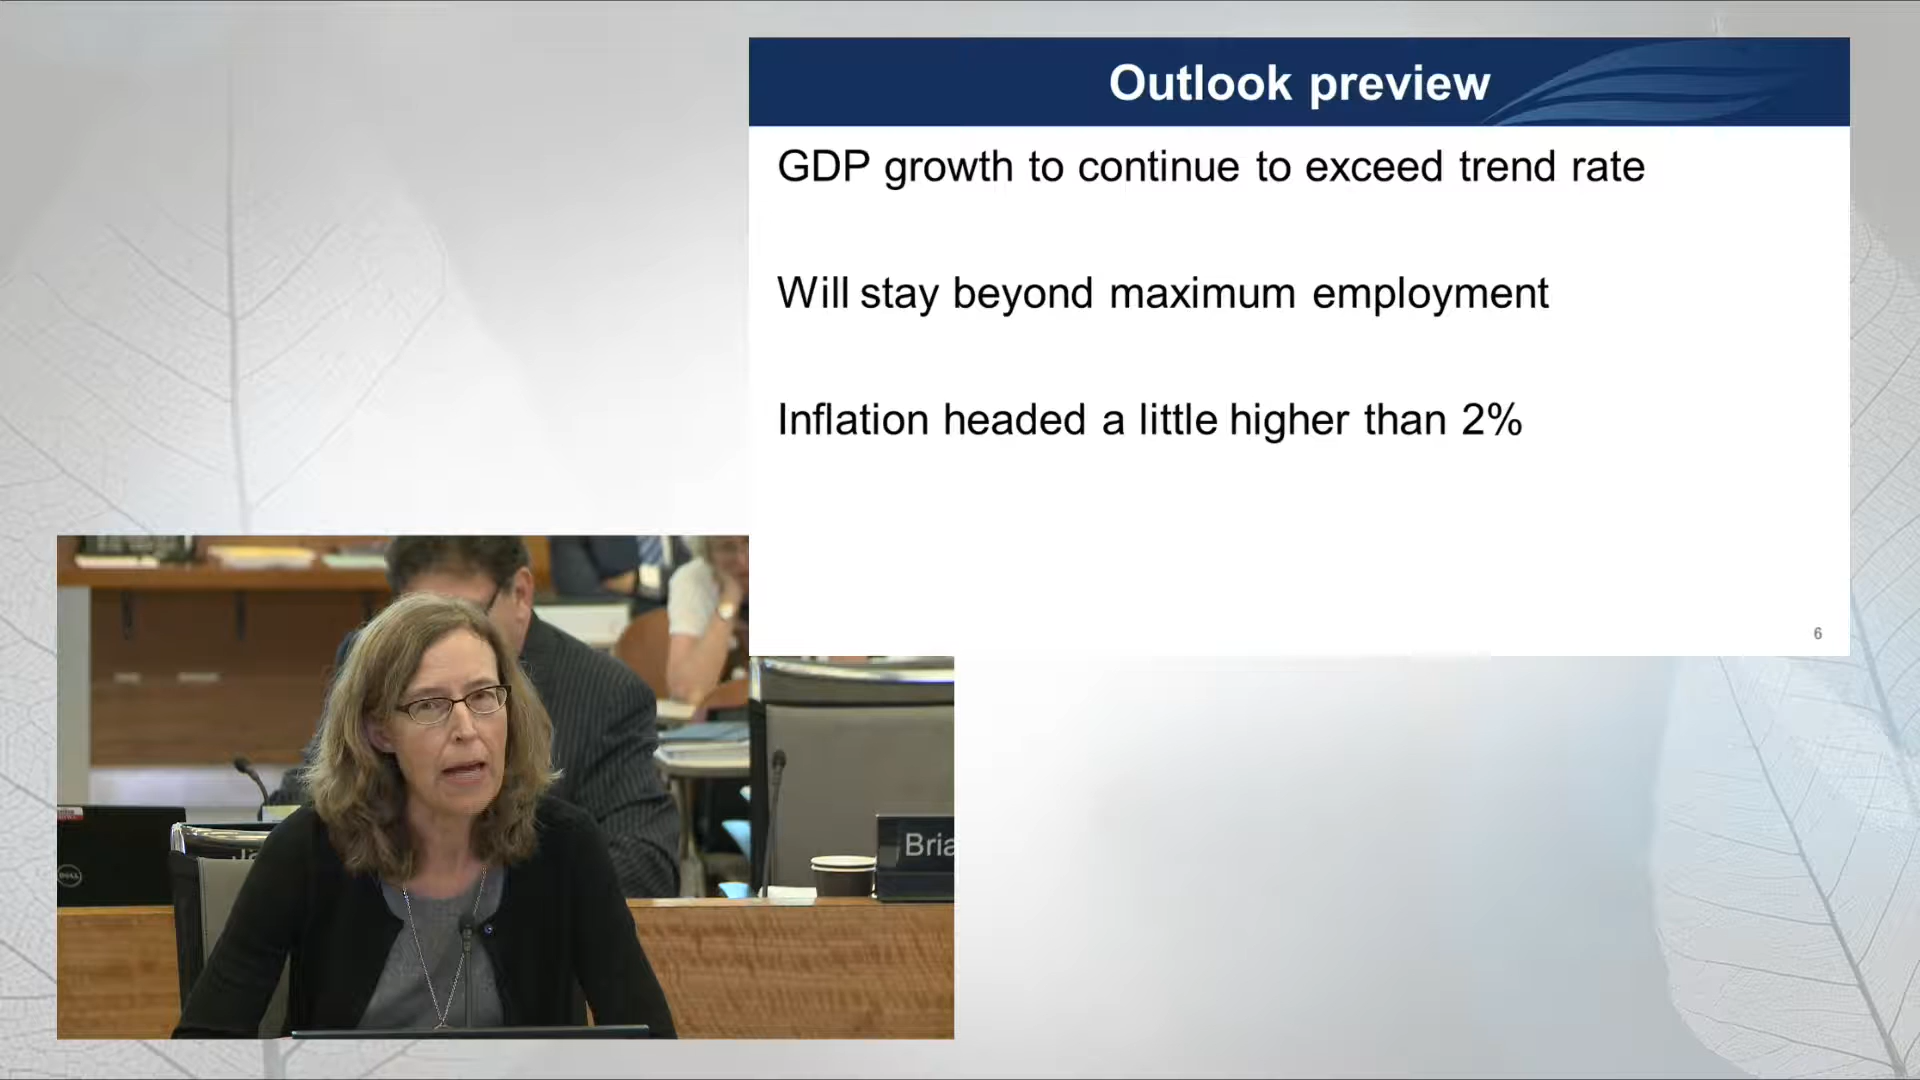 Outlook preview
GDP growth to continue to exceed trend rate
Will stay beyond maximum employment
Inflation headed a little higher than 2%
6
Bria
DELL